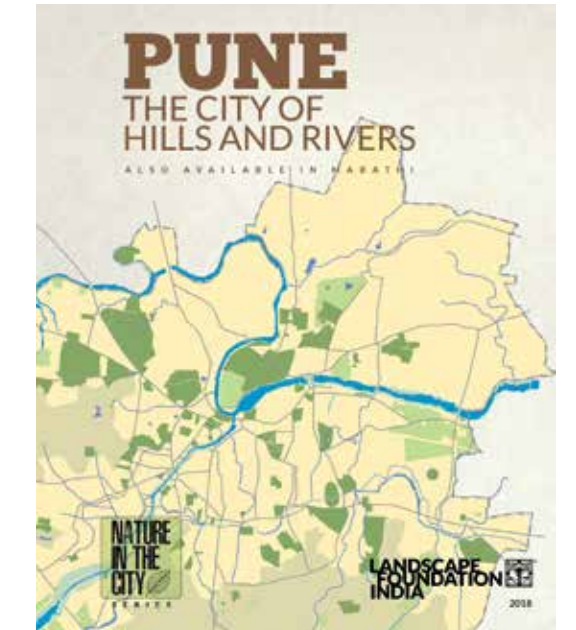 PUNE
THE CITY OF
HILLS AND RIVERS
ALSO AVAILABLE IN MARATHI
NATURE
IN THE
CITY
SERIES
LANDSCAPE
FOUNDATION
INDIA
2018